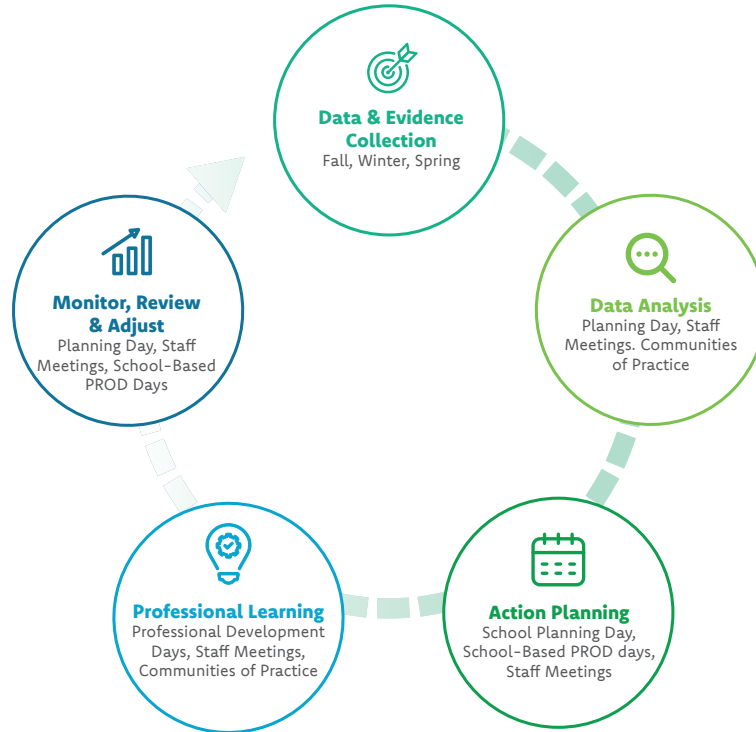 Data & Evidence
Collection
Fall, Winter, Spring
Data Analysis
Planning Day, Staff
Meetings. Communities
of Practice
Action Planning
School Planning Day,
School-Based PROD days,
Staff Meetings
Professional Learning
Professional Development
Days, Staff Meetings,
Communities of Practice
Monitor, Review
& Adjust
Planning Day, Staff
Meetings, School-Based
PROD Days